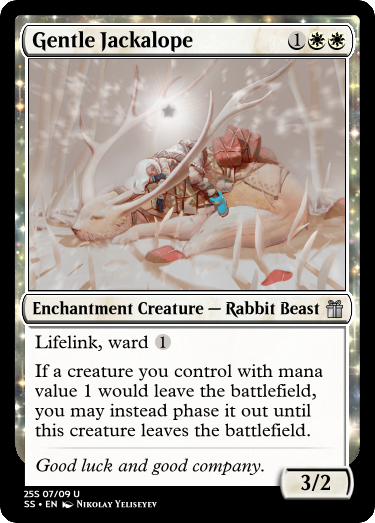 Gentle Jackalope 1
Enchantment Creature — Rabbit Beast
Lifelink, ward 1
If a creature you control with mana
value 1 would leave the battlefield,
you may instead phase it out until
this creature leaves the battlefield.
Good luck and good company.
3/2
25S 07/09 U
SS • EN Nikolay Yeliseyev